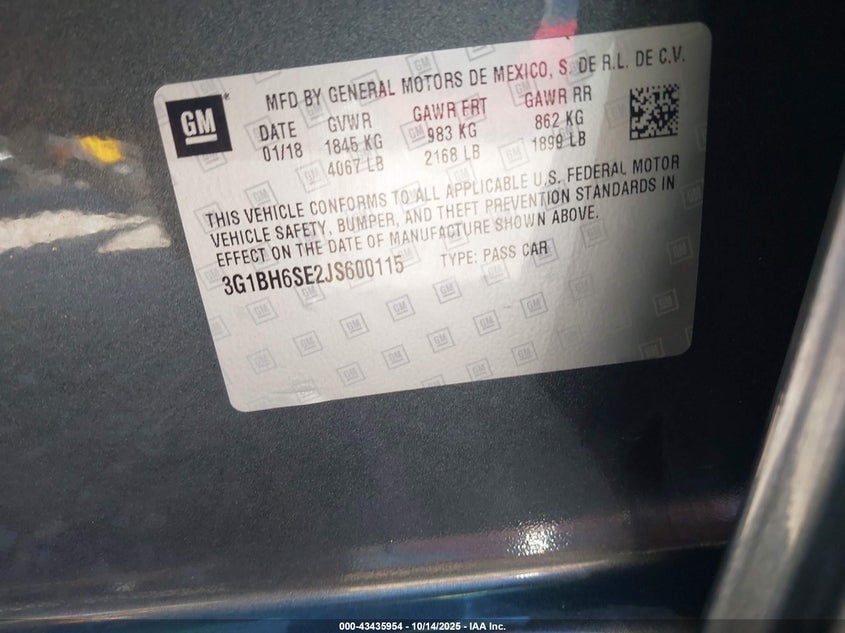 GM
MFD BY GENERAL MOTORS DE MEXICO, S. DE R.L. DE C.V.
DATE GVWR GAWR FRT GAWR RR
01/18 1845 KG 983 KG 862 KG
4067 LB 2168 LB 1899 LB
THIS VEHICLE CONFORMS TO ALL APPLICABLE U.S. FEDERAL MOTOR
VEHICLE SAFETY, BUMPER, AND THEFT PREVENTION STANDARDS IN
EFFECT ON THE DATE OF MANUFACTURE SHOWN ABOVE.
3G1BH6SE2JS600115 TYPE: PASS CAR
000-43435954 - 10/14/2025 - IAA Inc.